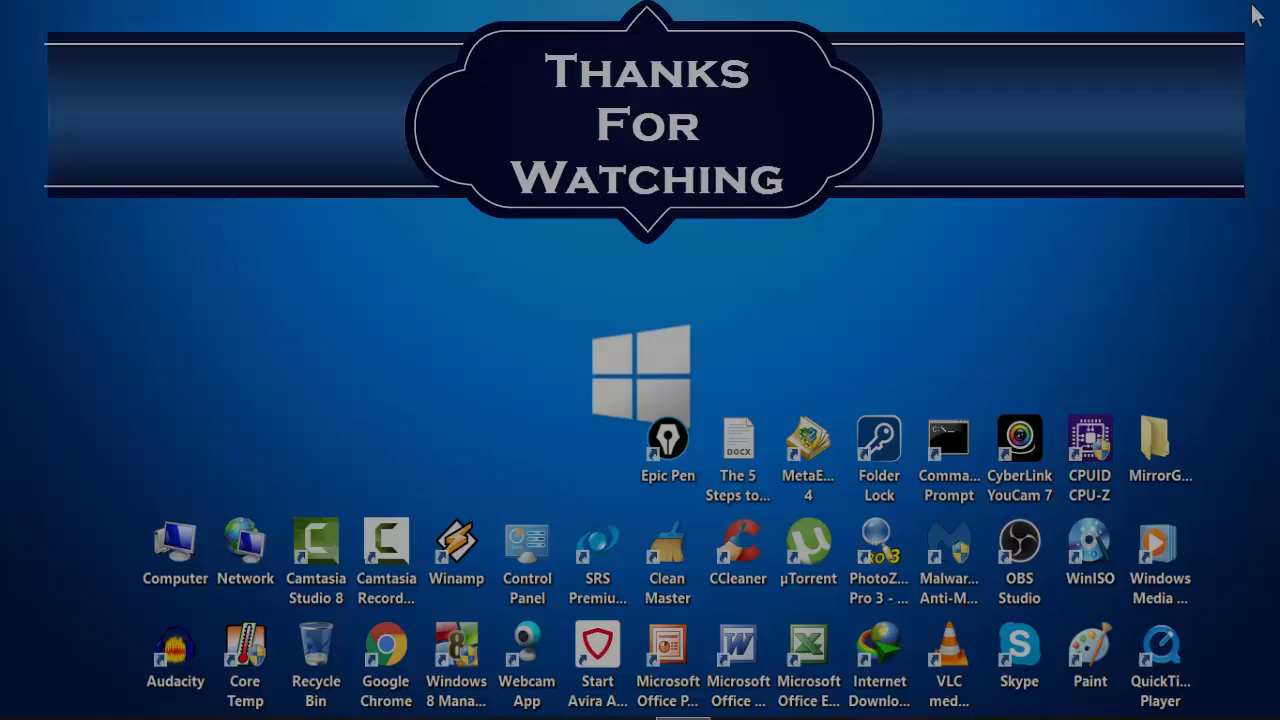 THANKS
FOR
WATCHING
Epic Pen
The 5
Steps to...
DOCX
MetaE...
4
Folder
Lock
Comma...
Prompt
C:\>_
CyberLink
YouCam 7
CPUID
CPU-Z
MirrorG...
Computer
Network
Camtasia
Studio 8
Camtasia
Record...
Winamp
Control
Panel
SRS
Premiu...
Clean
Master
CCleaner
µTorrent
PhotoZ...
Pro 3 - ...
Malwar...
Anti-M...
OBS
Studio
WinISO
Windows
Media ...
Audacity
Core
Temp
Recycle
Bin
Google
Chrome
Windows
8 Mana...
Webcam
App
Start
Avira A...
Microsoft
Office P...
Microsoft
Office ...
Microsoft
Office E...
Internet
Downlo...
VLC
med...
Skype
Paint
QuickTi...
Player